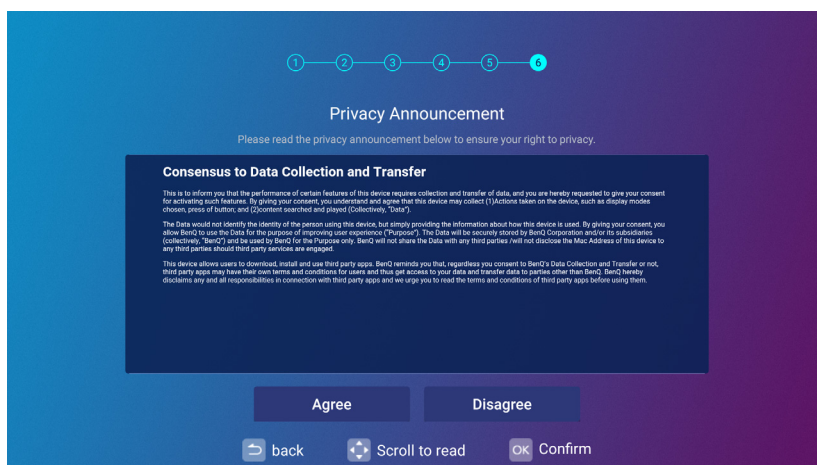 1 2 3 4 5 6
Privacy Announcement
Please read the privacy announcement below to ensure your right to privacy.
Consensus to Data Collection and Transfer
This is to inform you that the performance of certain features of this device requires collection and transfer of data, and you are hereby requested to give your consent
for activating such features. By giving your consent, you understand and agree that this device may collect (1)Actions taken on the device, such as display modes
chosen, press of button; and (2)content searched and played (Collectively, "Data").
The Data would not identify the identity of the person using this device, but simply providing the information about how this device is used. By giving your consent, you
allow BenQ to use the Data for the purpose of improving user experience ("Purpose"). The Data will be securely stored by BenQ Corporation and/or its subsidiaries
(collectively, "BenQ") and be used by BenQ for the Purpose only. BenQ will not share the Data with any third parties /will not disclose the Mac Address of this device to
any third parties should third party services are engaged.
This device allows users to download, install and use third party apps. BenQ reminds you that, regardless you consent to BenQ's Data Collection and Transfer or not,
third party apps may have their own terms and conditions for users and thus get access to your data and transfer data to parties other than BenQ. BenQ hereby
disclaims any and all responsibilities in connection with third party apps and we urge you to read the terms and conditions of third party apps before using them.
Agree Disagree
back Scroll to read OK Confirm